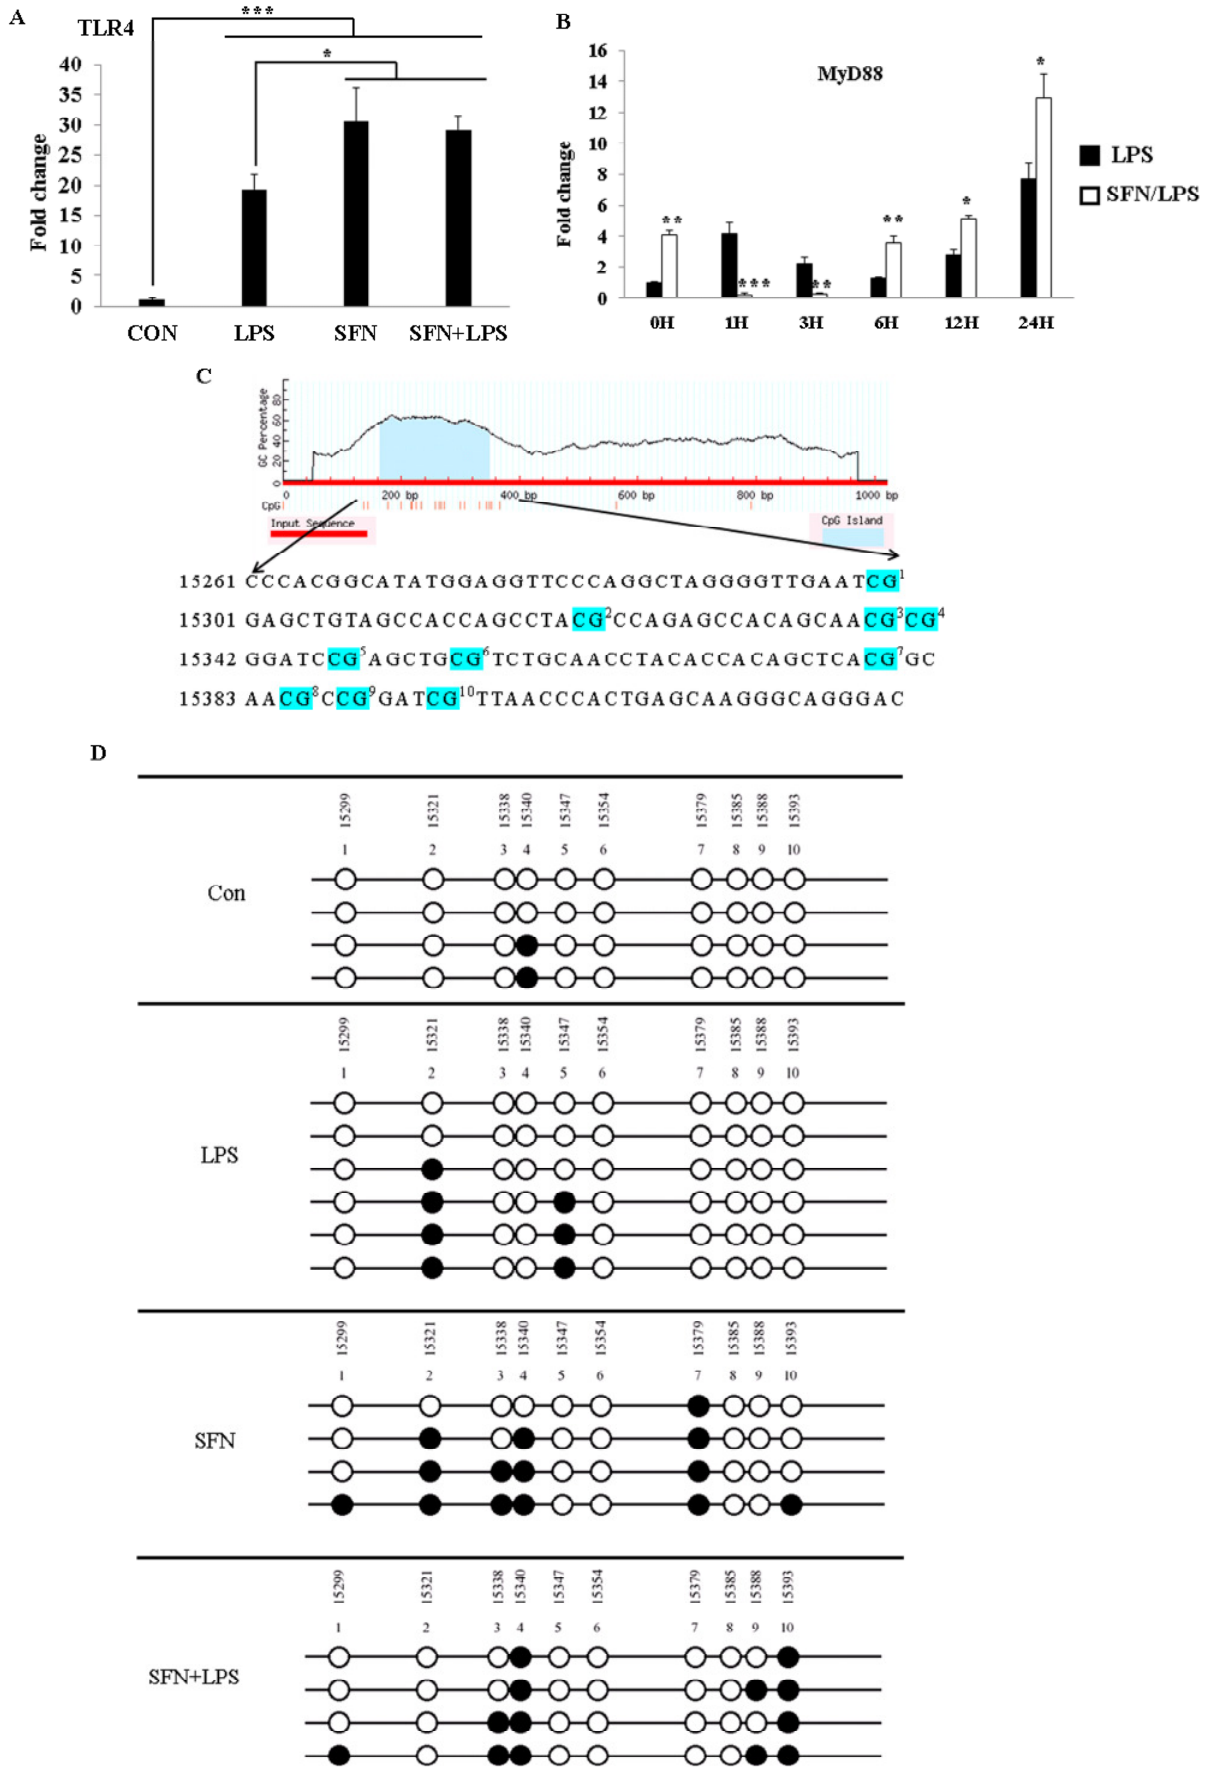 A
TLR4
***
*
Fold change
40
35
30
25
20
15
10
5
0
CON LPS SFN SFN+LPS
B
MyD88
Fold change
16
14
12
10
8
6
4
2
0
** *** ** ** * *
0H 1H 3H 6H 12H 24H
LPS
SFN/LPS
C
GC Percentage
80
60
40
20
0
0 200 bp 400 bp 600 bp 800 bp 1000 bp
CpG
Input Sequence
CpG Island
15261 CCCACGGCATATGGAGGTTCCCAGGCTAGGGGTTGAATCG1
15301 GAGCTGTAGCCACCAGCCTACG2CCAGAGCCACAGCAACG3CG4
15342 GGATCCG5AGCTGCG6TCTGCAACCTACACCACAGCTCACG7GC
15383 AACG8CCG9GATCG10TTAACCCACTGAGCAAGGGCAGGGAC
D
15299 15321 15338 15340 15347 15354 15379 15385 15388 15393
1 2 3 4 5 6 7 8 9 10
Con
15299 15321 15338 15340 15347 15354 15379 15385 15388 15393
1 2 3 4 5 6 7 8 9 10
LPS
15299 15321 15338 15340 15347 15354 15379 15385 15388 15393
1 2 3 4 5 6 7 8 9 10
SFN
15299 15321 15338 15340 15347 15354 15379 15385 15388 15393
1 2 3 4 5 6 7 8 9 10
SFN+LPS